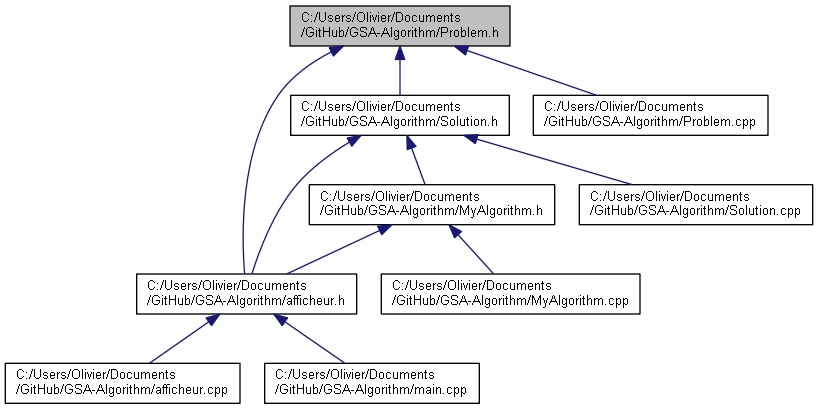 C:/Users/Olivier/Documents
/GitHub/GSA-Algorithm/Problem.h
C:/Users/Olivier/Documents
/GitHub/GSA-Algorithm/Solution.h
C:/Users/Olivier/Documents
/GitHub/GSA-Algorithm/Problem.cpp
C:/Users/Olivier/Documents
/GitHub/GSA-Algorithm/MyAlgorithm.h
C:/Users/Olivier/Documents
/GitHub/GSA-Algorithm/Solution.cpp
C:/Users/Olivier/Documents
/GitHub/GSA-Algorithm/afficheur.h
C:/Users/Olivier/Documents
/GitHub/GSA-Algorithm/MyAlgorithm.cpp
C:/Users/Olivier/Documents
/GitHub/GSA-Algorithm/afficheur.cpp
C:/Users/Olivier/Documents
/GitHub/GSA-Algorithm/main.cpp